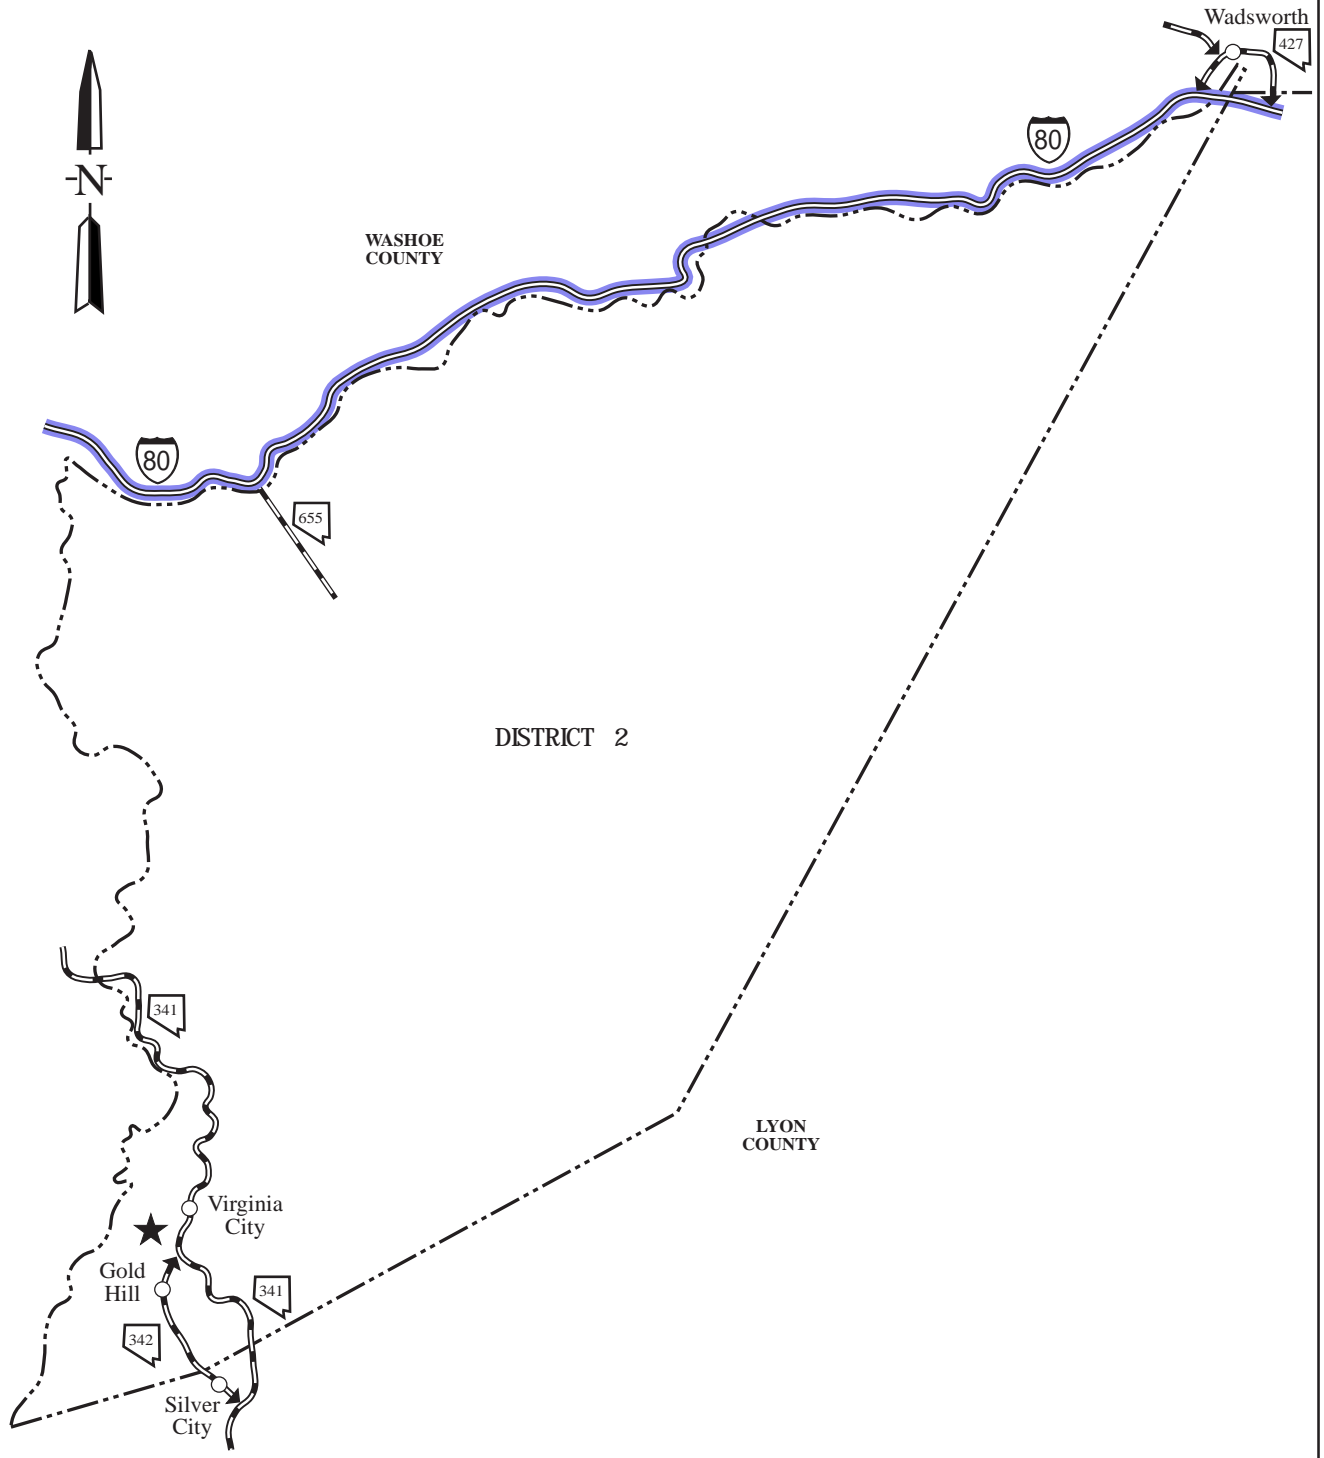 Wadsworth
427
80
N
WASHOE
COUNTY
80
655
DISTRICT 2
341
LYON
COUNTY
Virginia
City
Gold
Hill
341
342
Silver
City